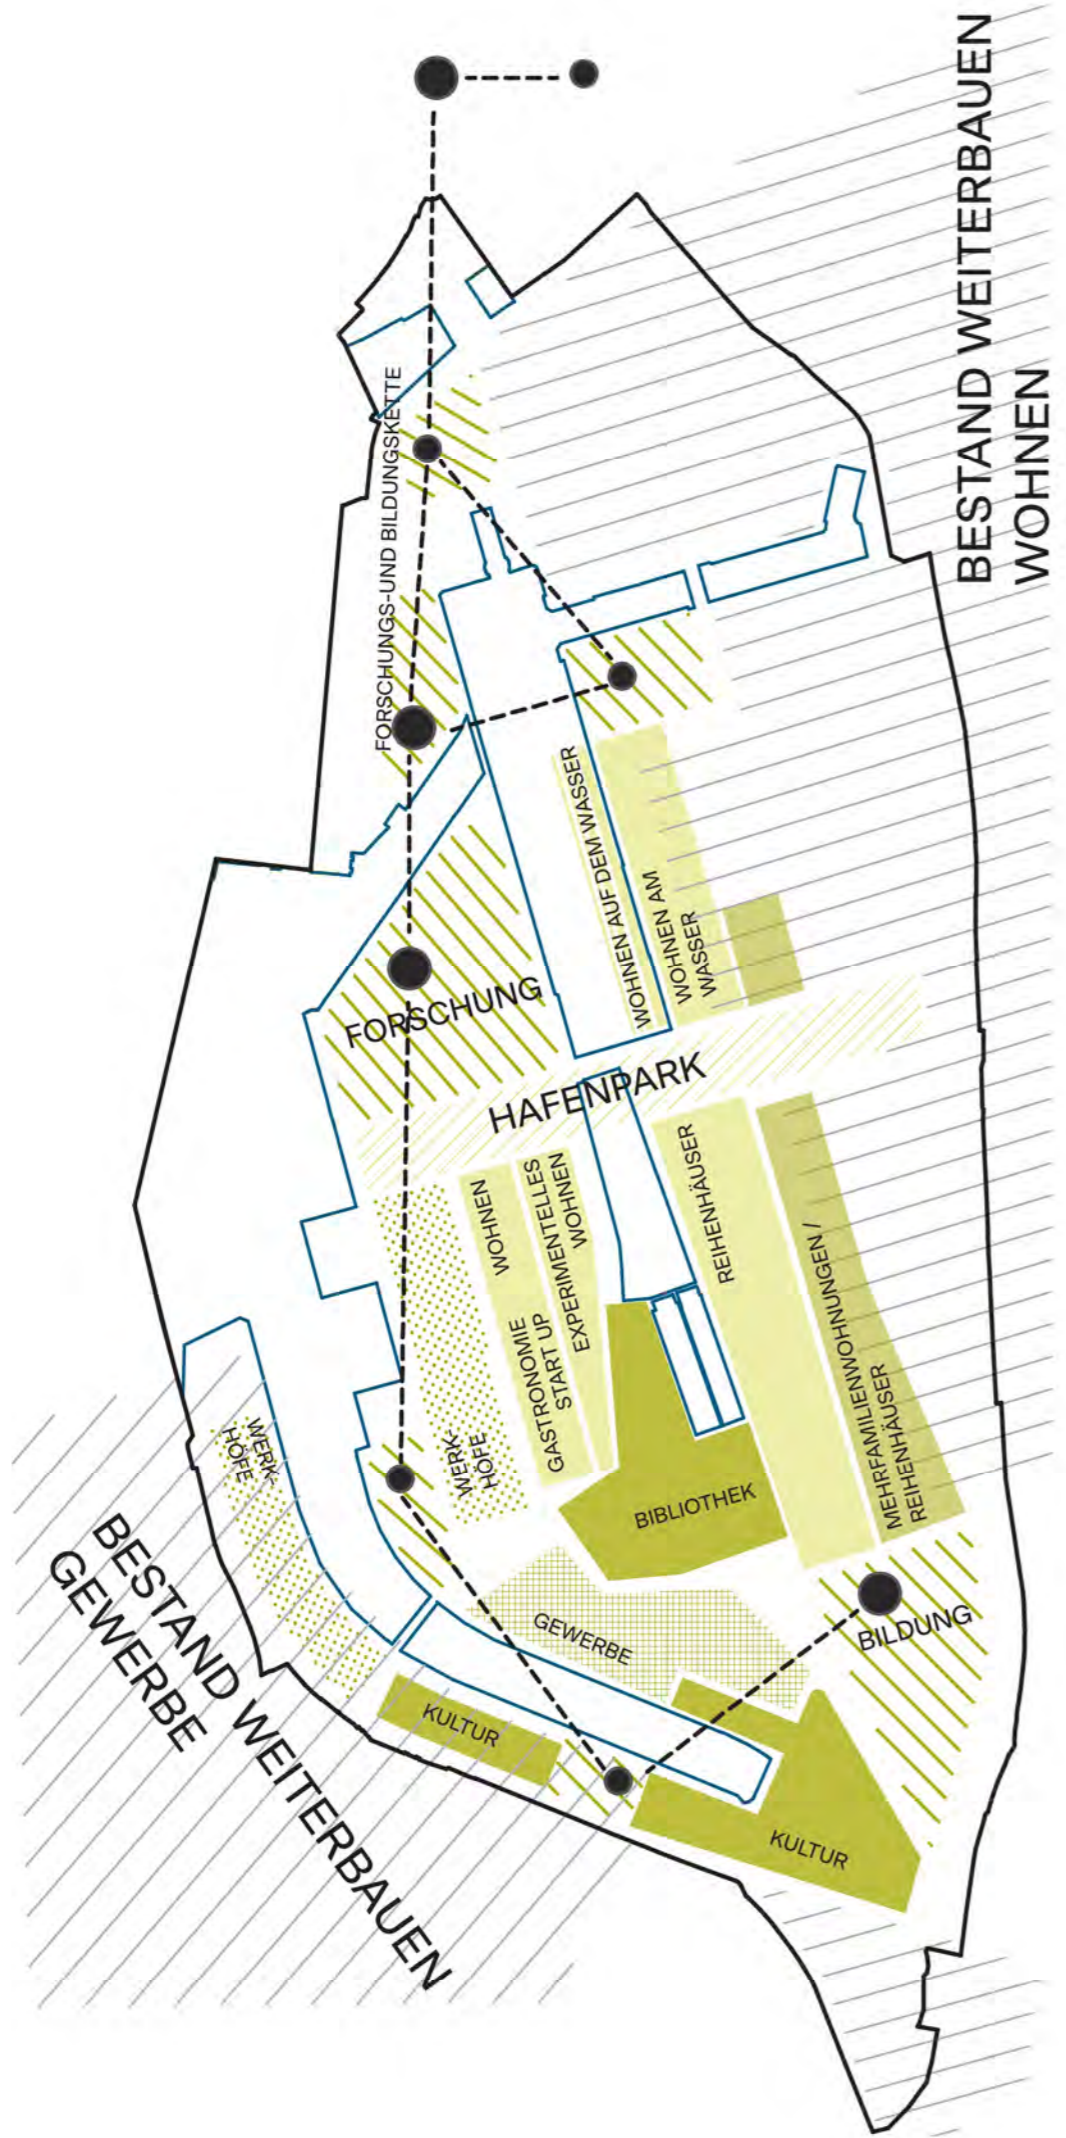 BESTAND WEITERBAUEN
WOHNEN
FORSCHUNGS-UND BILDUNGSKETTE
WOHNEN AUF DEM WASSER
WOHNEN AM
WASSER
FORSCHUNG
HAFENPARK
WOHNEN
EXPERIMENTELLES
WOHNEN
GASTRONOMIE
START UP
REIHENHÄUSER
MEHRFAMILIENWOHNUNGEN /
REIHENHÄUSER
WERK-
HÖFE
WERK-
HÖFE
BIBLIOTHEK
GEWERBE
BILDUNG
KULTUR
KULTUR
BESTAND WEITERBAUEN
GEWERBE